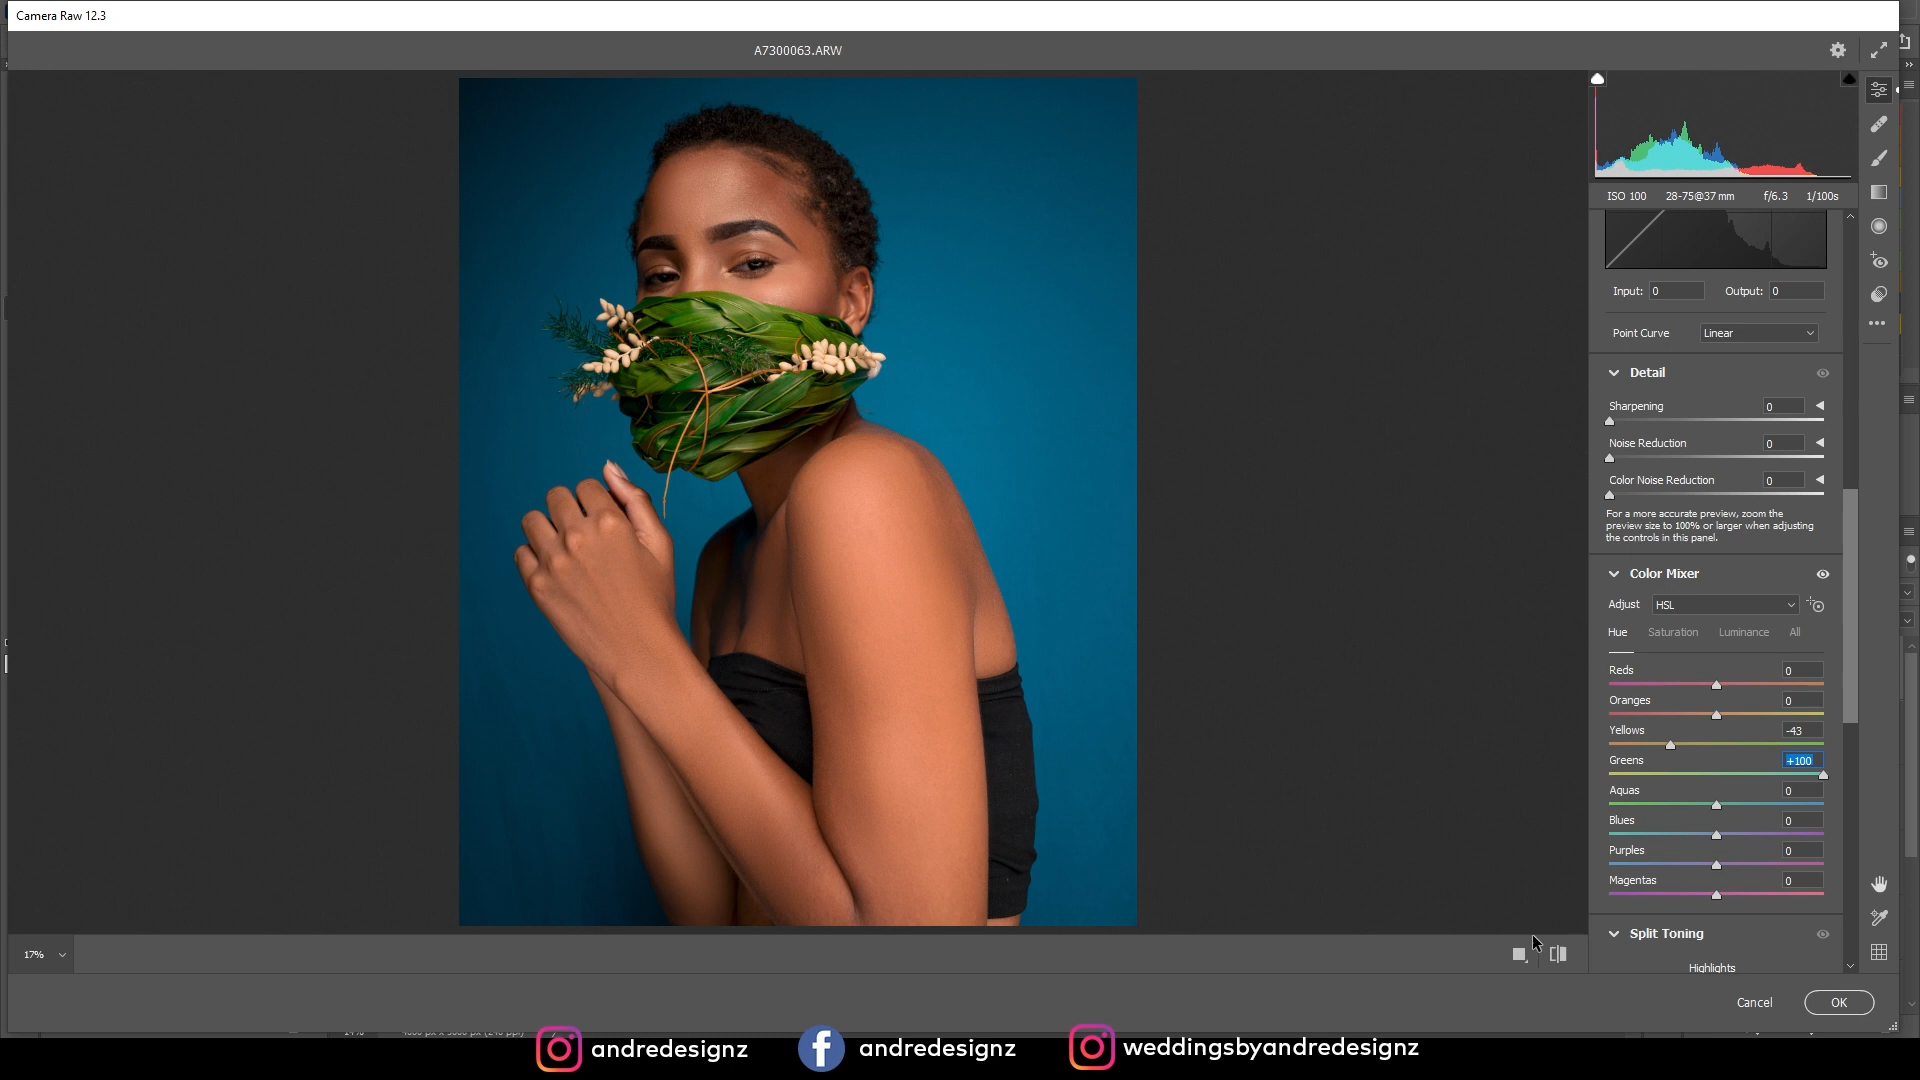 Camera Raw 12.3
A7300063.ARW
ISO 100 28-75@37 mm f/6.3 1/100s
Input: 0 Output: 0
Point Curve Linear
Detail
Sharpening 0
Noise Reduction 0
Color Noise Reduction 0
For a more accurate preview, zoom the
preview size to 100% or larger when adjusting
the controls in this panel.
Color Mixer
Adjust HSL
Hue Saturation Luminance All
Reds 0
Oranges 0
Yellows -43
Greens +100
Aquas 0
Blues 0
Purples 0
Magentas 0
Split Toning
Highlights
17%
Cancel OK
andredesignz andredesignz weddingsbyandredesignz